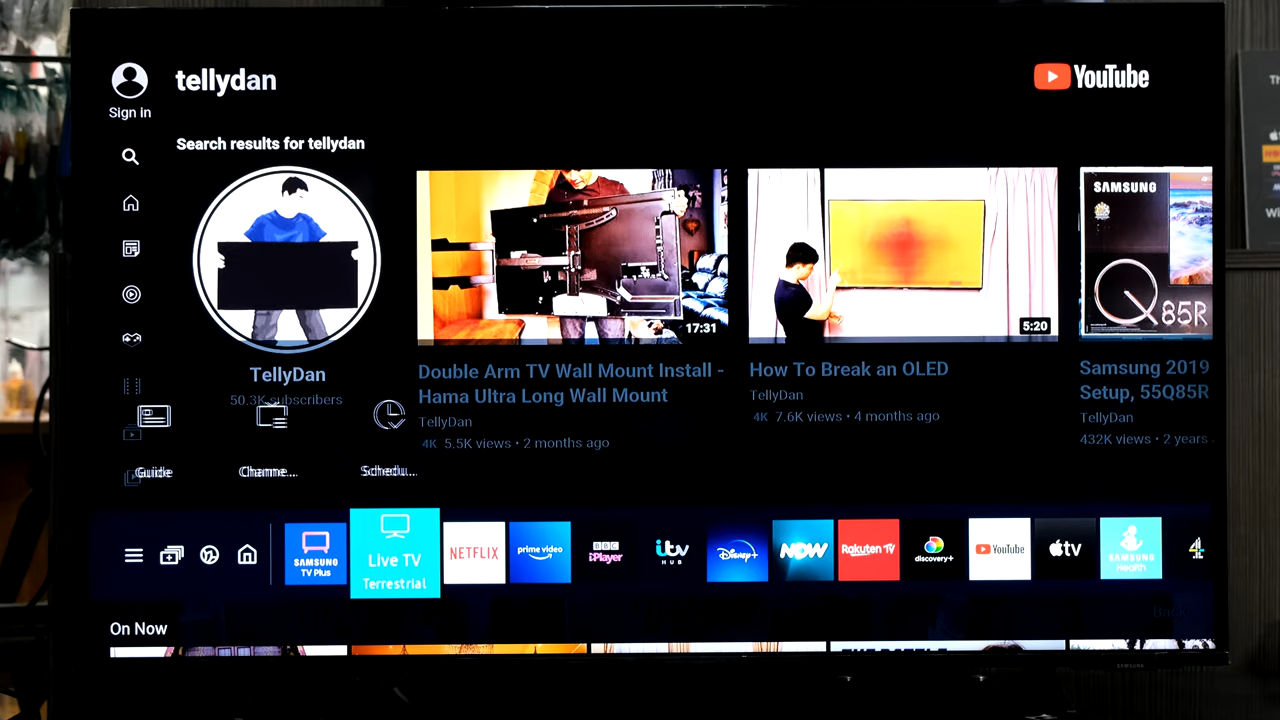 tellydan
YouTube
Sign in
Search results for tellydan
17:31
5:20
SAMSUNG
Q85R
TellyDan
50.3K subscribers
Double Arm TV Wall Mount Install -
Hama Ultra Long Wall Mount
TellyDan
4K 5.5K views • 2 months ago
How To Break an OLED
TellyDan
4K 7.6K views • 4 months ago
Samsung 2019
Setup, 55Q85R
TellyDan
432K views • 2 years
Guide
Channe...
Schedu...
SAMSUNG
TV Plus
Live TV
Terrestrial
NETFLIX
prime video
BBC
iPlayer
itv
HUB
Disney+
NOW
Rakuten TV
discovery+
YouTube
tv
SAMSUNG
Health
4
Back
On Now
SAMSUNG